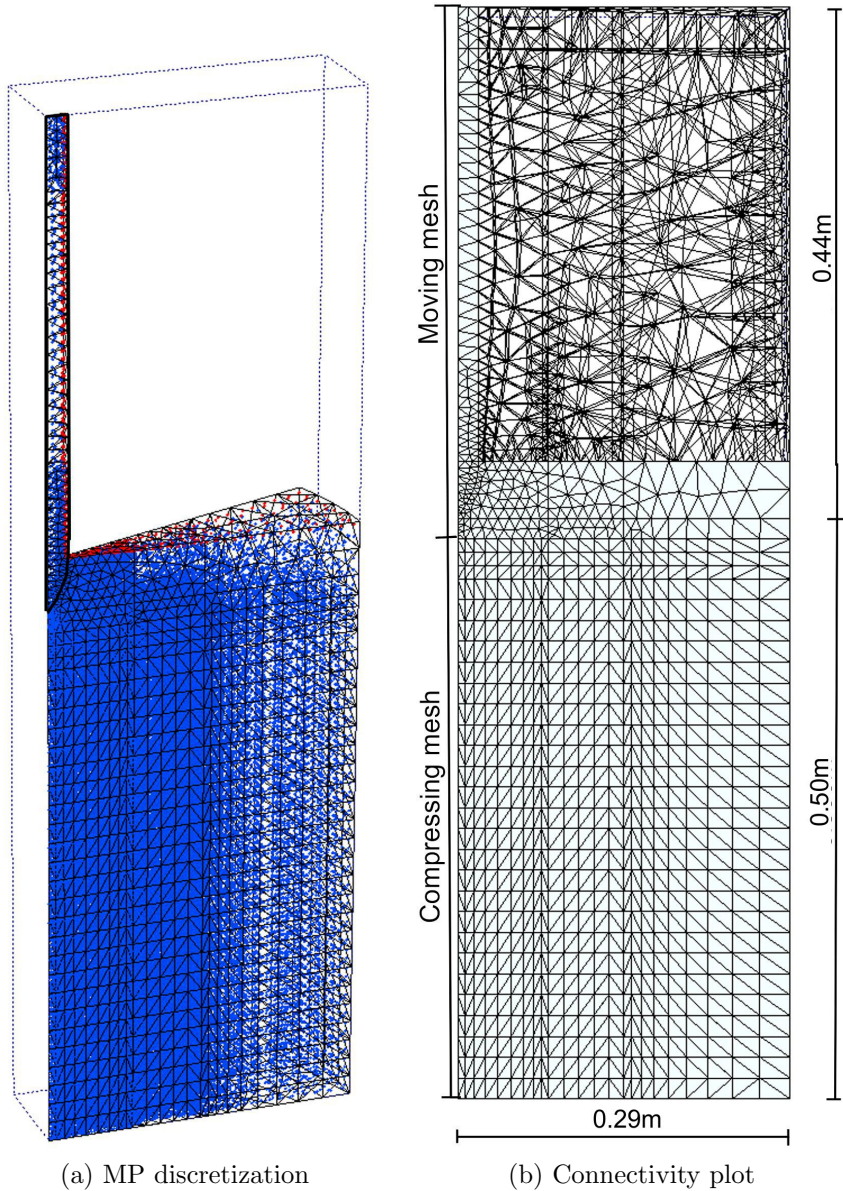 Moving mesh
0.44m
Compressing mesh
0.50m
0.29m
(a) MP discretization
(b) Connectivity plot